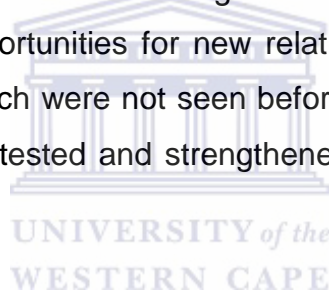 ortunities for new relat
ch were not seen befor
tested and strengthene
UNIVERSITY of the
WESTERN CAPE